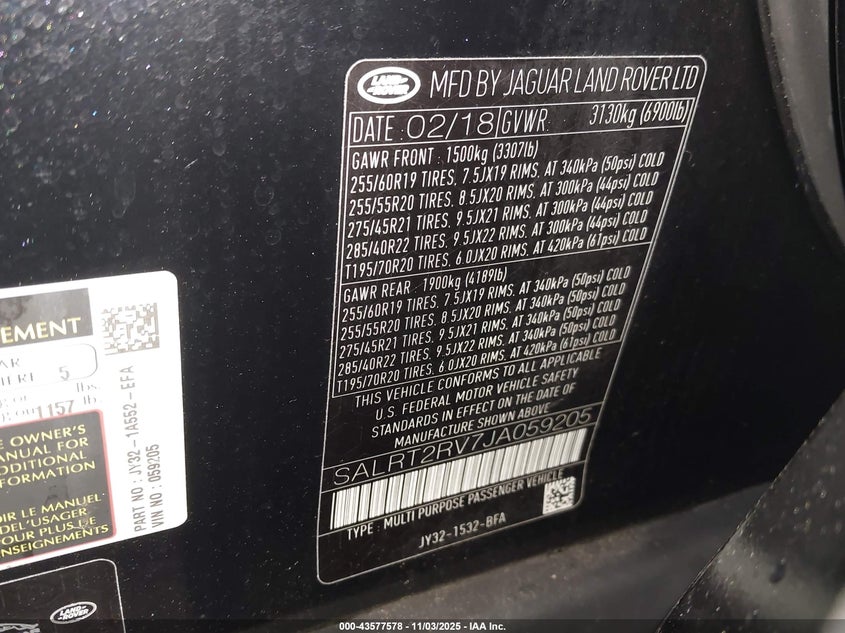 LAND
ROVER
MFD BY JAGUAR LAND ROVER LTD
DATE: 02/18 GVWR: 3130kg (6900lb)
GAWR FRONT : 1500kg (3307lb)
255/60R19 TIRES, 7.5JX19 RIMS, AT 340kPa (50psi) COLD
255/55R20 TIRES, 8.5JX20 RIMS, AT 300kPa (44psi) COLD
275/45R21 TIRES, 9.5JX21 RIMS, AT 300kPa (44psi) COLD
285/40R22 TIRES, 9.5JX22 RIMS, AT 300kPa (44psi) COLD
T195/70R20 TIRES, 6.0JX20 RIMS, AT 420kPa (61psi) COLD
GAWR REAR : 1900kg (4189lb)
255/60R19 TIRES, 7.5JX19 RIMS, AT 340kPa (50psi) COLD
255/55R20 TIRES, 8.5JX20 RIMS, AT 340kPa (50psi) COLD
275/45R21 TIRES, 9.5JX21 RIMS, AT 340kPa (50psi) COLD
285/40R22 TIRES, 9.5JX22 RIMS, AT 340kPa (50psi) COLD
T195/70R20 TIRES, 6.0JX20 RIMS, AT 420kPa (61psi) COLD
THIS VEHICLE CONFORMS TO ALL APPLICABLE
U.S. FEDERAL MOTOR VEHICLE SAFETY
STANDARDS IN EFFECT ON THE DATE OF
MANUFACTURE SHOWN ABOVE
SALRT2RV7JA059205
TYPE : MULTI PURPOSE PASSENGER VEHICLE
JY32-1532-BFA
EMENT
AR
IERE 5
lbs
1157 lb
E OWNER'S
MANUAL FOR
ADDITIONAL
FORMATION
IR LE MANUEL
DEL'USAGER
POUR PLUS DE
NSEIGNEMENTS
PART NO : JY32-1A552-EFA
VIN NO : 059205
LAND
ROVER
000-43577578 - 11/03/2025 - IAA Inc.